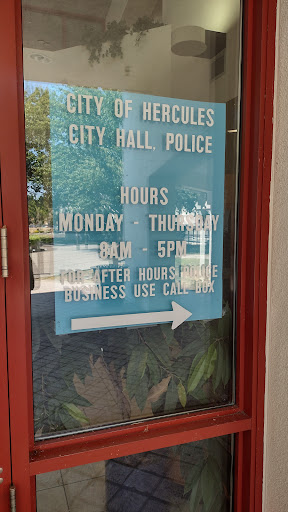 CITY OF HERCULES
CITY HALL, POLICE
HOURS
MONDAY - THURSDAY
8AM - 5PM
FOR AFTER HOURS POLICE
BUSINESS USE CALL BOX